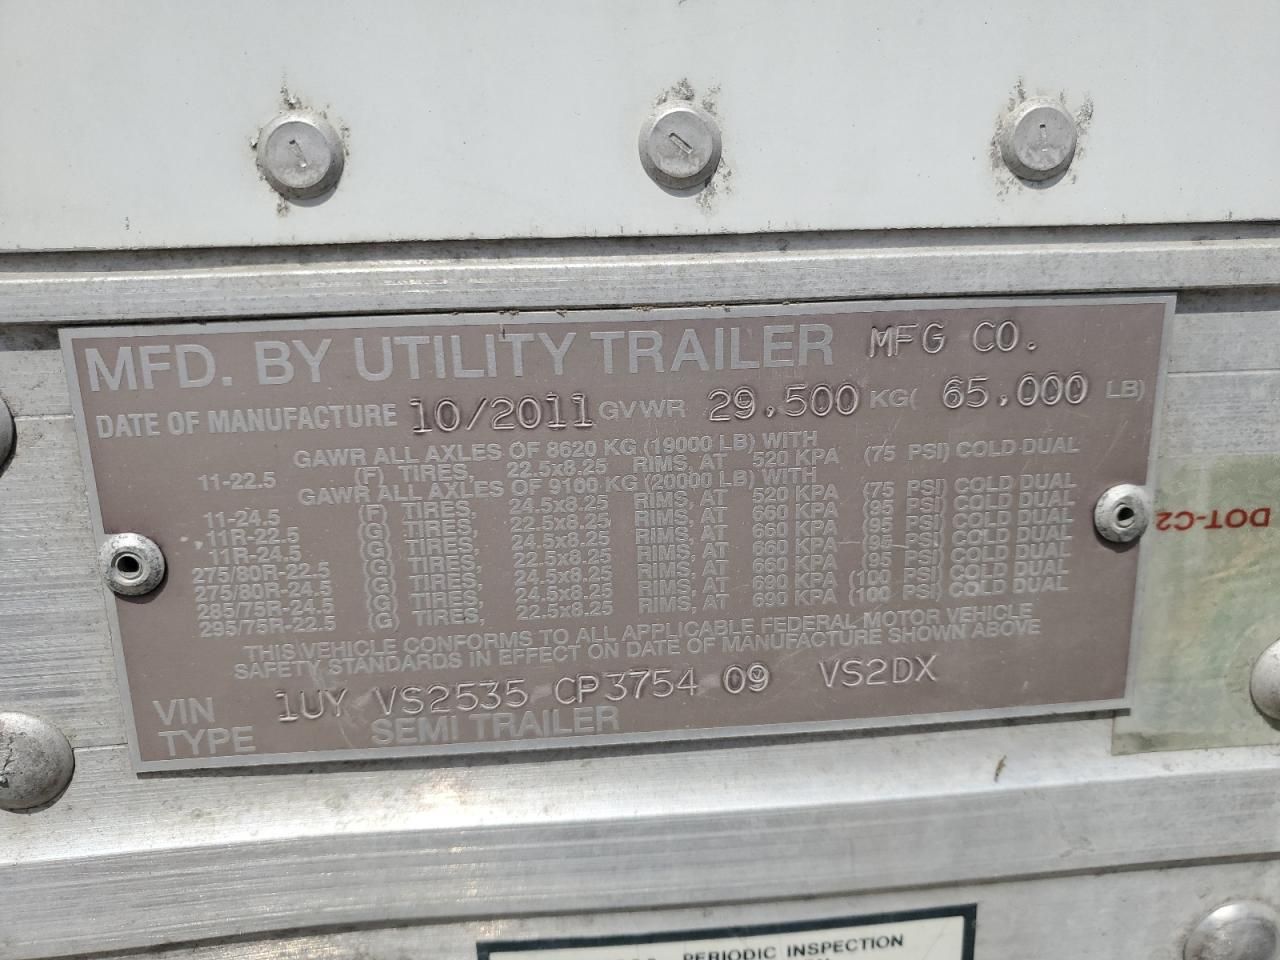 MFD. BY UTILITY TRAILER MFG CO.
DATE OF MANUFACTURE 10/2011 GVWR 29,500 KG( 65,000 LB)
GAWR ALL AXLES OF 8620 KG (19000 LB) WITH
11-22.5 (F) TIRES, 22.5x8.25 RIMS, AT 520 KPA (75 PSI) COLD DUAL
GAWR ALL AXLES OF 9100 KG (20000 LB) WITH
11-24.5 (F) TIRES, 24.5x8.25 RIMS, AT 520 KPA (75 PSI) COLD DUAL
11R-22.5 (G) TIRES, 22.5x8.25 RIMS, AT 660 KPA (95 PSI) COLD DUAL
11R-24.5 (G) TIRES, 24.5x8.25 RIMS, AT 660 KPA (95 PSI) COLD DUAL
275/80R-22.5 (G) TIRES, 22.5x8.25 RIMS, AT 660 KPA (95 PSI) COLD DUAL
275/80R-24.5 (G) TIRES, 24.5x8.25 RIMS, AT 660 KPA (95 PSI) COLD DUAL
285/75R-24.5 (G) TIRES, 24.5x8.25 RIMS, AT 690 KPA (100 PSI) COLD DUAL
295/75R-22.5 (G) TIRES, 22.5x8.25 RIMS, AT 690 KPA (100 PSI) COLD DUAL
THIS VEHICLE CONFORMS TO ALL APPLICABLE FEDERAL MOTOR VEHICLE
SAFETY STANDARDS IN EFFECT ON DATE OF MANUFACTURE SHOWN ABOVE
VIN 1UY VS2535 CP3754 09 VS2DX
TYPE SEMI TRAILER
DOT-C2
PERIODIC INSPECTION